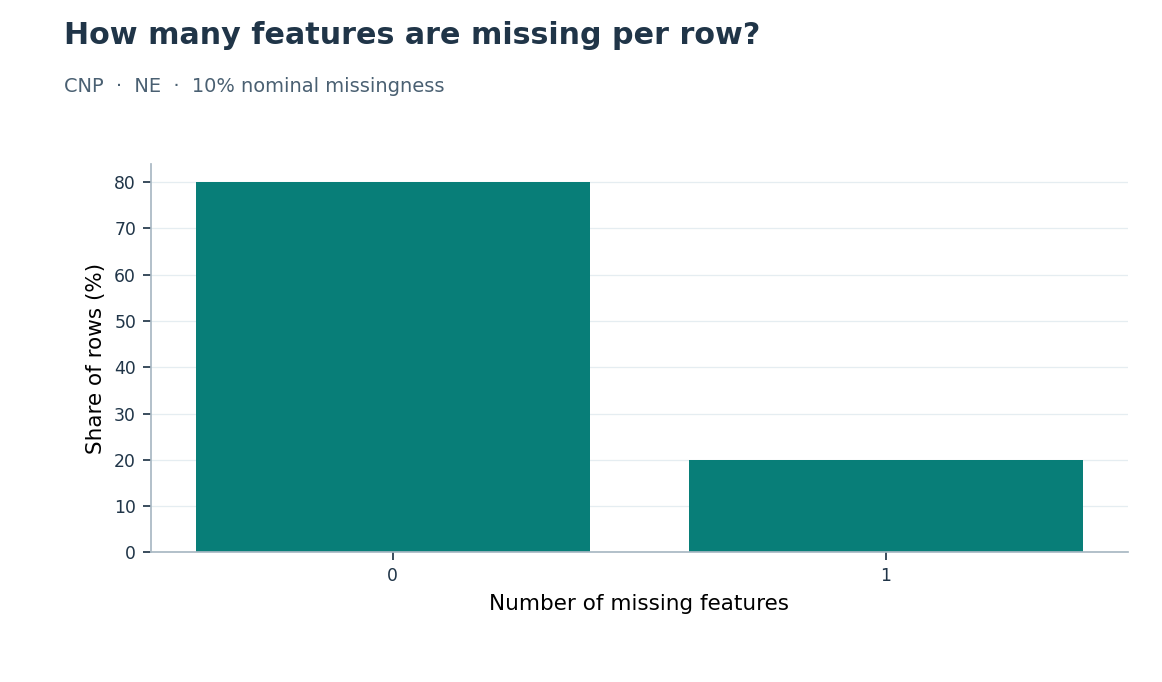 How many features are missing per row?
CNP · NE · 10% nominal missingness
80
70
60
50
40
30
20
10
0
Share of rows (%)
0 1
Number of missing features